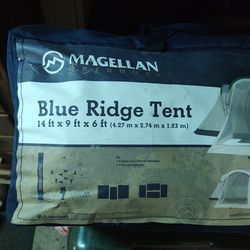 MAGELLAN
OUTDOORS
Blue Ridge Tent
14 ft x 9 ft x 6 ft (4.27 m x 2.74 m x 1.83 m)